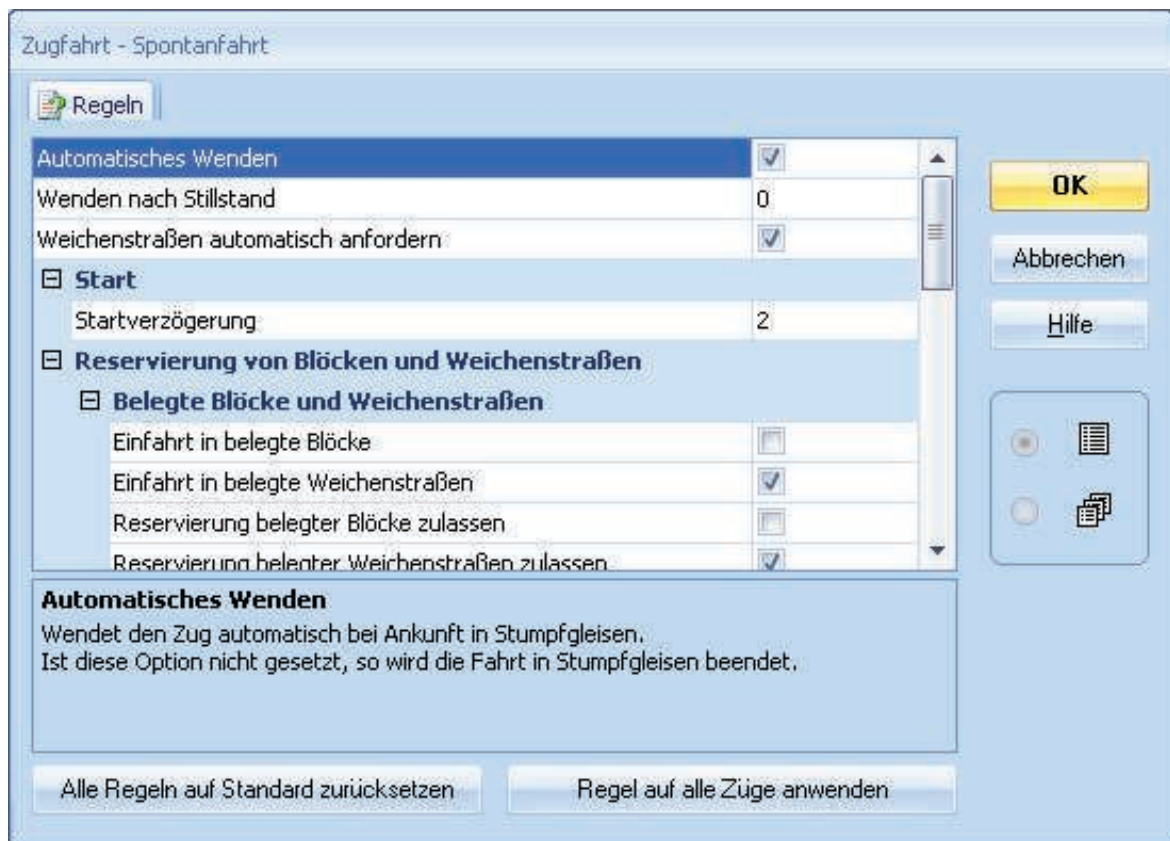 Zugfahrt - Spontanfahrt
Regeln
Automatisches Wenden
Wenden nach Stillstand 0
Weichenstraßen automatisch anfordern
Start
Startverzögerung 2
Reservierung von Blöcken und Weichenstraßen
Belegte Blöcke und Weichenstraßen
Einfahrt in belegte Blöcke
Einfahrt in belegte Weichenstraßen
Reservierung belegter Blöcke zulassen
Reservierung belegter Weichenstraßen zulassen
OK
Abbrechen
Hilfe
Automatisches Wenden
Wendet den Zug automatisch bei Ankunft in Stumpfgleisen.
Ist diese Option nicht gesetzt, so wird die Fahrt in Stumpfgleisen beendet.
Alle Regeln auf Standard zurücksetzen
Regel auf alle Züge anwenden